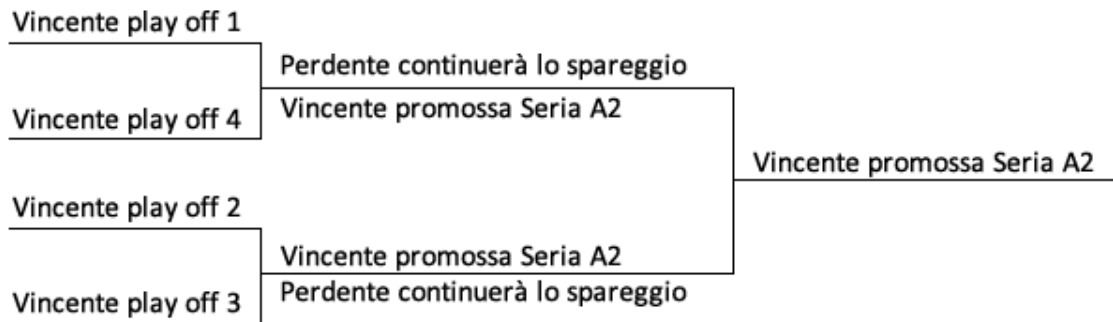 Vincente play off 1
Perdente continuerà lo spareggio
Vincente promossa Seria A2
Vincente play off 4
Vincente promossa Seria A2
Vincente play off 2
Vincente promossa Seria A2
Perdente continuerà lo spareggio
Vincente play off 3